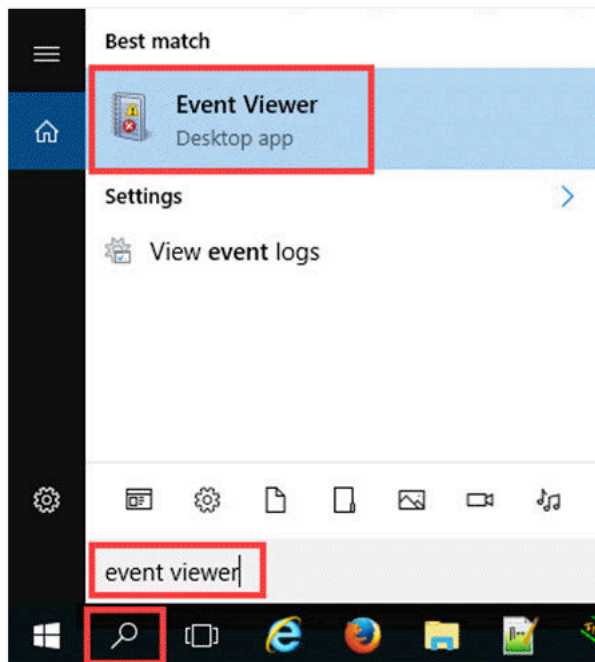 Best match
Event Viewer
Desktop app
Settings
View event logs
event viewer